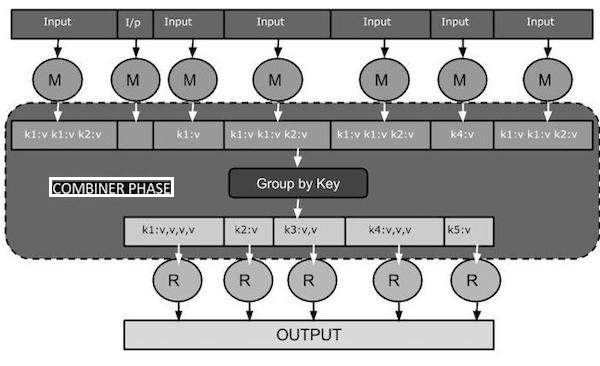 Input I/p Input Input Input Input Input
M M M M M M M
k1:v k1:v k2:v k1:v k1:v k1:v k2:v k1:v k1:v k2:v k4:v k1:v k1:v k2:v
Group by Key
COMBINER PHASE
k1:v,v,v,v k2:v k3:v,v k4:v,v,v k5:v
R R R R R
OUTPUT